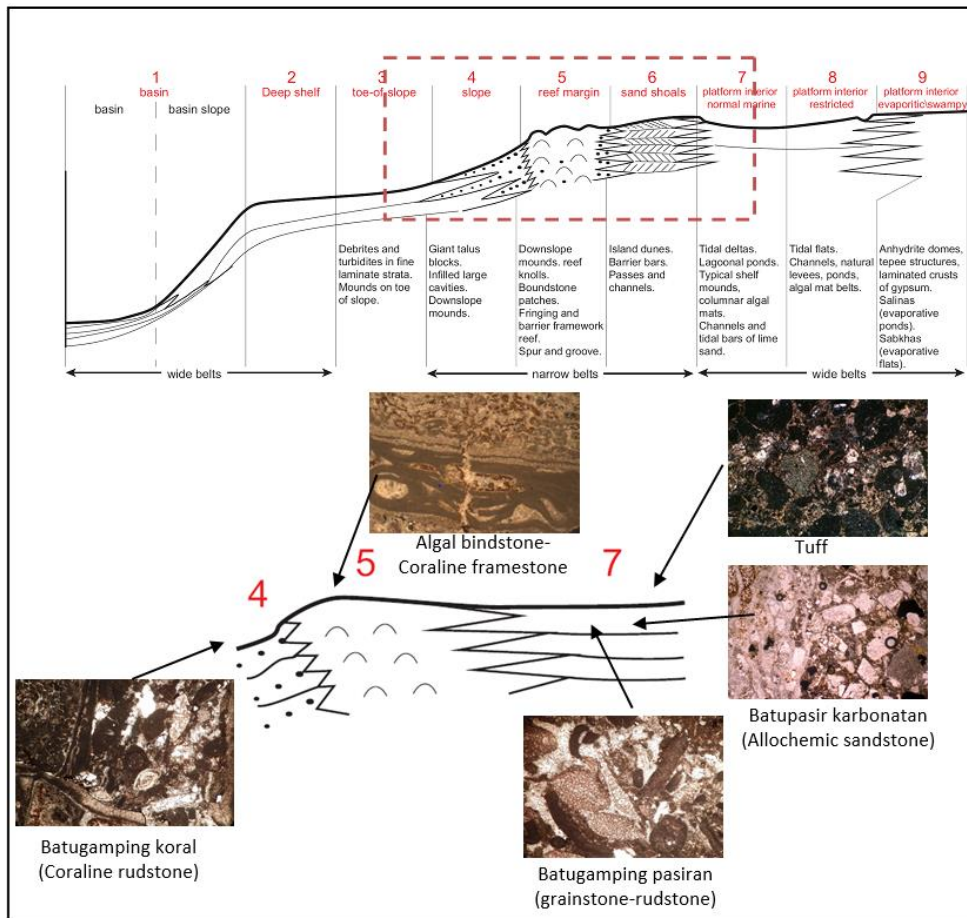 1
basin
basin
basin slope
2
Deep shelf
3
toe-of slope
4
slope
5
reef margin
6
sand shoals
7
platform interior
normal marine
8
platform interior
restricted
9
platform interior
evaporitic\swampy
Debrites and
turbidites in fine
laminate strata.
Mounds on toe
of slope.
Giant talus
blocks.
Infilled large
cavities.
Downslope
mounds.
Downslope
mounds. reef
knolls.
Boundstone
patches.
Fringing and
barrier framework
reef.
Spur and groove.
Island dunes.
Barrier bars.
Passes and
channels.
Tidal deltas.
Lagoonal ponds.
Typical shelf
mounds,
columnar algal
mats.
Channels and
tidal bars of lime
sand.
Tidal flats.
Channels, natural
levees, ponds,
algal mat belts.
Anhydrite domes,
tepee structures,
laminated crusts
of gypsum.
Salinas
(evaporative
ponds).
Sabkhas
(evaporative
flats).
wide belts
narrow belts
wide belts
Algal bindstone-
Coraline framestone
Tuff
4
5
7
Batupasir karbonatan
(Allochemic sandstone)
Batugamping koral
(Coraline rudstone)
Batugamping pasiran
(grainstone-rudstone)